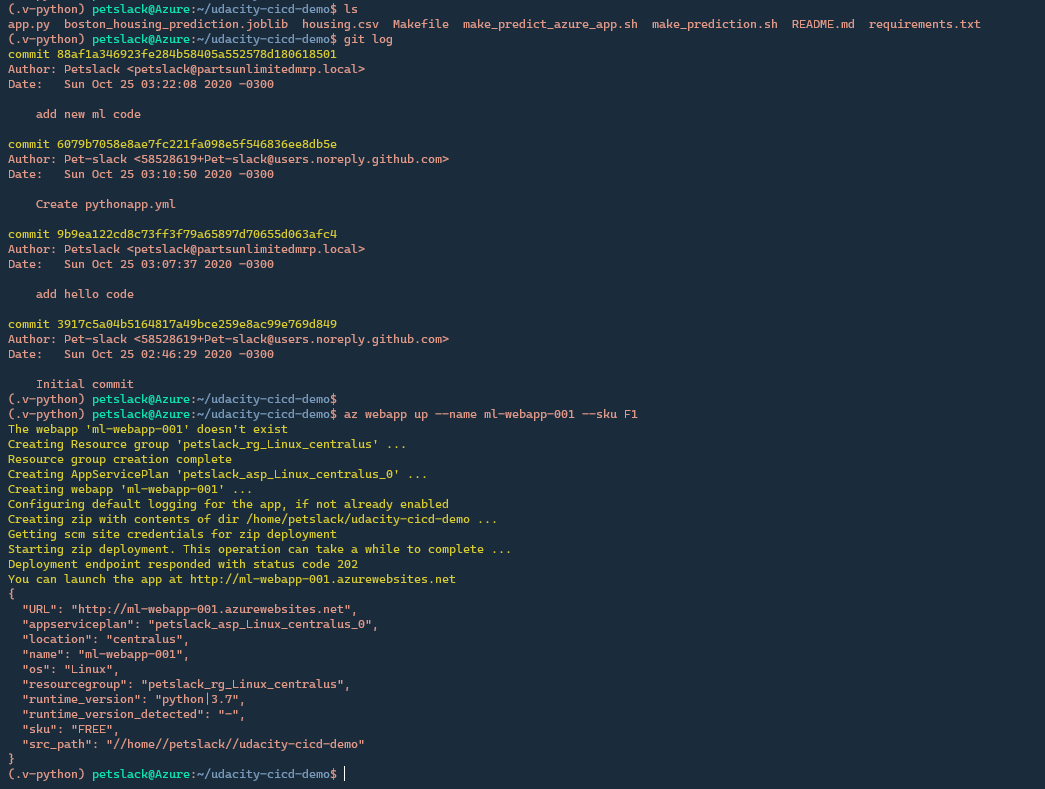 (.v-python) petslack@Azure:~/udacity-cicd-demo$ ls
app.py  boston_housing_prediction.joblib  housing.csv  Makefile  make_predict_azure_app.sh  make_prediction.sh  README.md  requirements.txt
(.v-python) petslack@Azure:~/udacity-cicd-demo$ git log
commit 88af1a346923fe284b58405a552578d180618501
Author: Petslack <petslack@partsunlimitedmrp.local>
Date:   Sun Oct 25 03:22:08 2020 -0300
    add new ml code
commit 6079b7058e8ae7fc221fa098e5f546836ee8db5e
Author: Pet-slack <58528619+Pet-slack@users.noreply.github.com>
Date:   Sun Oct 25 03:10:50 2020 -0300
    Create pythonapp.yml
commit 9b9ea122cd8c73ff3f79a65897d70655d063afc4
Author: Petslack <petslack@partsunlimitedmrp.local>
Date:   Sun Oct 25 03:07:37 2020 -0300
    add hello code
commit 3917c5a04b5164817a49bce259e8ac99e769d849
Author: Pet-slack <58528619+Pet-slack@users.noreply.github.com>
Date:   Sun Oct 25 02:46:29 2020 -0300
    Initial commit
(.v-python) petslack@Azure:~/udacity-cicd-demo$
(.v-python) petslack@Azure:~/udacity-cicd-demo$ az webapp up --name ml-webapp-001 --sku F1
The webapp 'ml-webapp-001' doesn't exist
Creating Resource group 'petslack_rg_Linux_centralus' ...
Resource group creation complete
Creating AppServicePlan 'petslack_asp_Linux_centralus_0' ...
Creating webapp 'ml-webapp-001' ...
Configuring default logging for the app, if not already enabled
Creating zip with contents of dir /home/petslack/udacity-cicd-demo ...
Getting scm site credentials for zip deployment
Starting zip deployment. This operation can take a while to complete ...
Deployment endpoint responded with status code 202
You can launch the app at http://ml-webapp-001.azurewebsites.net
{
  "URL": "http://ml-webapp-001.azurewebsites.net",
  "appserviceplan": "petslack_asp_Linux_centralus_0",
  "location": "centralus",
  "name": "ml-webapp-001",
  "os": "Linux",
  "resourcegroup": "petslack_rg_Linux_centralus",
  "runtime_version": "python|3.7",
  "runtime_version_detected": "-",
  "sku": "FREE",
  "src_path": "//home//petslack//udacity-cicd-demo"
}
(.v-python) petslack@Azure:~/udacity-cicd-demo$